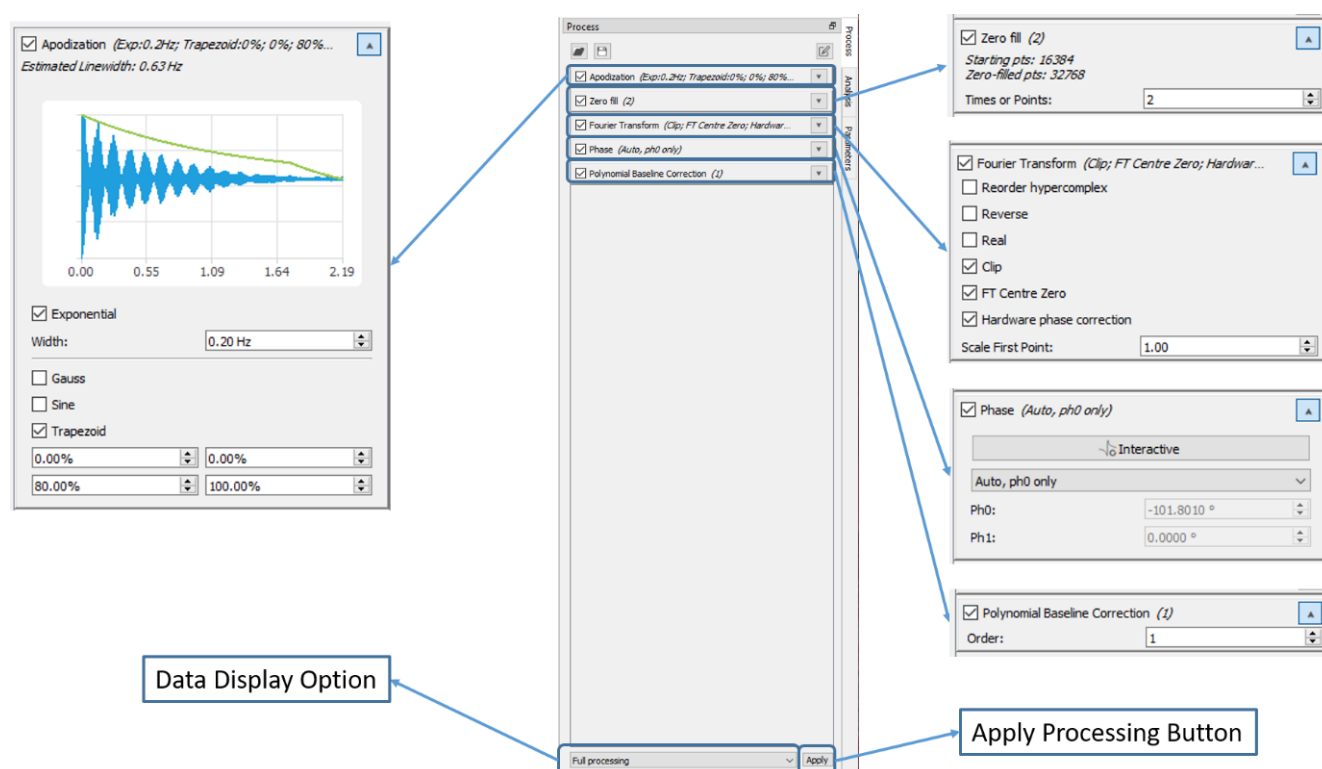 Apodization (Exp:0.2Hz; Trapezoid:0%; 0%; 80%...
Estimated Linewidth: 0.63 Hz
0.00 0.55 1.09 1.64 2.19
Exponential
Width: 0.20 Hz
Gauss
Sine
Trapezoid
0.00% 0.00%
80.00% 100.00%
Process
Apodization (Exp:0.2Hz; Trapezoid:0%; 0%; 80%...
Zero fill (2)
Fourier Transform (Clip; FT Centre Zero; Hardwar...
Phase (Auto, ph0 only)
Polynomial Baseline Correction (1)
Process
Analysis
Parameters
Full processing
Apply
Zero fill (2)
Starting pts: 16384
Zero-filled pts: 32768
Times or Points: 2
Fourier Transform (Clip; FT Centre Zero; Hardwar...
Reorder hypercomplex
Reverse
Real
Clip
FT Centre Zero
Hardware phase correction
Scale First Point: 1.00
Phase (Auto, ph0 only)
Interactive
Auto, ph0 only
Ph0: -101.8010 °
Ph1: 0.0000 °
Polynomial Baseline Correction (1)
Order: 1
Data Display Option
Apply Processing Button